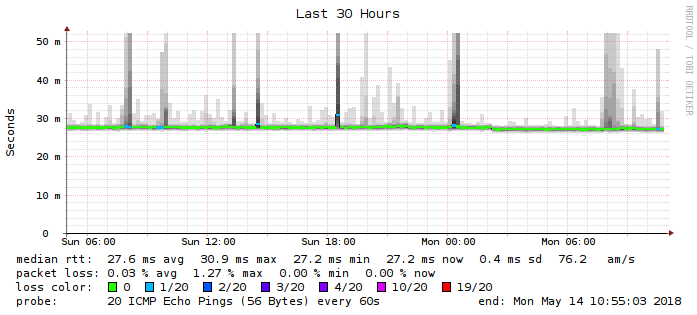 Last 30 Hours
RRDTOOL / TOBI OETIKER
Seconds
50 m
40 m
30 m
20 m
10 m
0
Sun 06:00 Sun 12:00 Sun 18:00 Mon 00:00 Mon 06:00
median rtt: 27.6 ms avg 30.9 ms max 27.2 ms min 27.2 ms now 0.4 ms sd 76.2 am/s
packet loss: 0.03 % avg 1.27 % max 0.00 % min 0.00 % now
loss color: 0 1/20 2/20 3/20 4/20 10/20 19/20
probe: 20 ICMP Echo Pings (56 Bytes) every 60s end: Mon May 14 10:55:03 2018